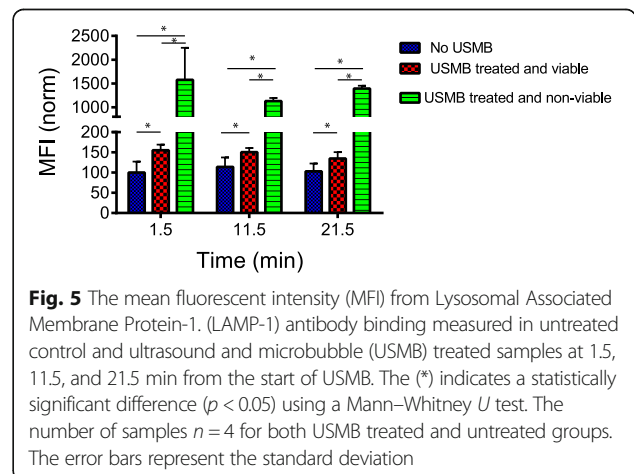 2500
2000
1500
1000
200
150
100
50
0
MFI (norm)
* * * * * *
* * *
1.5 11.5 21.5
Time (min)
No USMB
USMB treated and viable
USMB treated and non-viable
Fig. 5 The mean fluorescent intensity (MFI) from Lysosomal Associated
Membrane Protein-1. (LAMP-1) antibody binding measured in untreated
control and ultrasound and microbubble (USMB) treated samples at 1.5,
11.5, and 21.5 min from the start of USMB. The (*) indicates a statistically
significant difference (p < 0.05) using a Mann–Whitney U test. The
number of samples n = 4 for both USMB treated and untreated groups.
The error bars represent the standard deviation